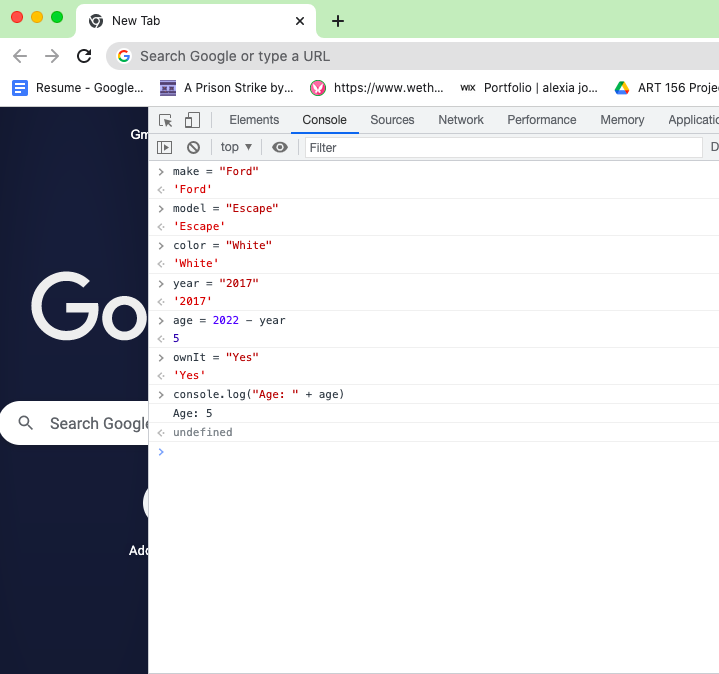 New Tab
Search Google or type a URL
Resume - Google... A Prison Strike by... https://www.weth... WIX Portfolio | alexia jo... ART 156 Proje
Gm
Elements Console Sources Network Performance Memory Applicatio
top ▼ Filter D
make = "Ford"
'Ford'
model = "Escape"
'Escape'
color = "White"
'White'
year = "2017"
'2017'
age = 2022 - year
5
ownIt = "Yes"
'Yes'
console.log("Age: " + age)
Age: 5
undefined
Goo
Search Google
Add